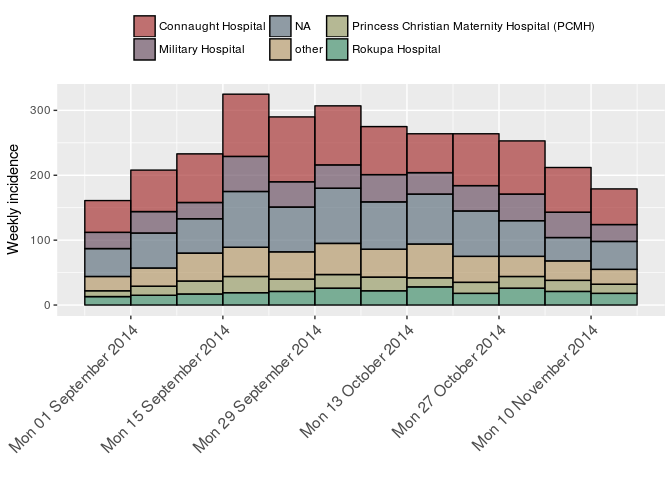 Connaught Hospital NA Princess Christian Maternity Hospital (PCMH)
Military Hospital other Rokupa Hospital
Weekly incidence
300
200
100
0
Mon 01 September 2014
Mon 15 September 2014
Mon 29 September 2014
Mon 13 October 2014
Mon 27 October 2014
Mon 10 November 2014